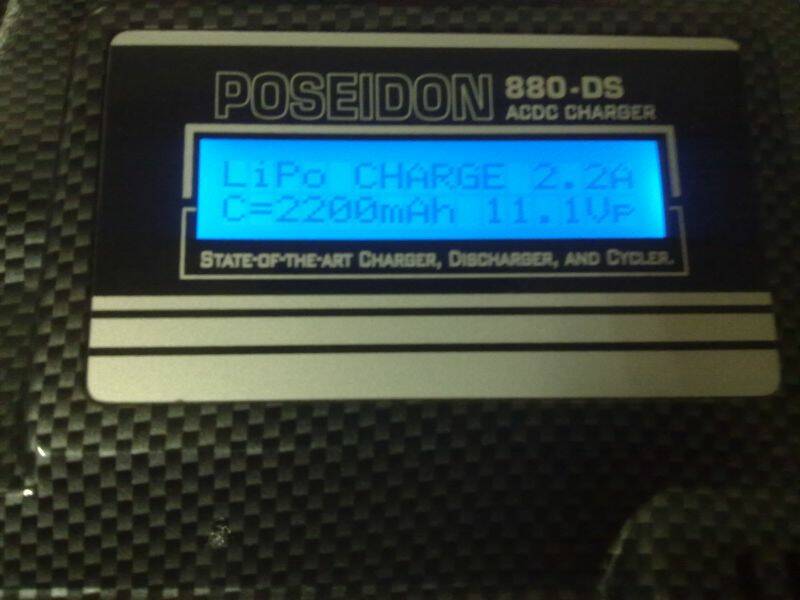 POSEIDON 880-DS
ACDC CHARGER
LiPo CHARGE 2.2A
C=2200mAh 11.1Vp
STATE-OF-THE-ART CHARGER, DISCHARGER, AND CYCLER.